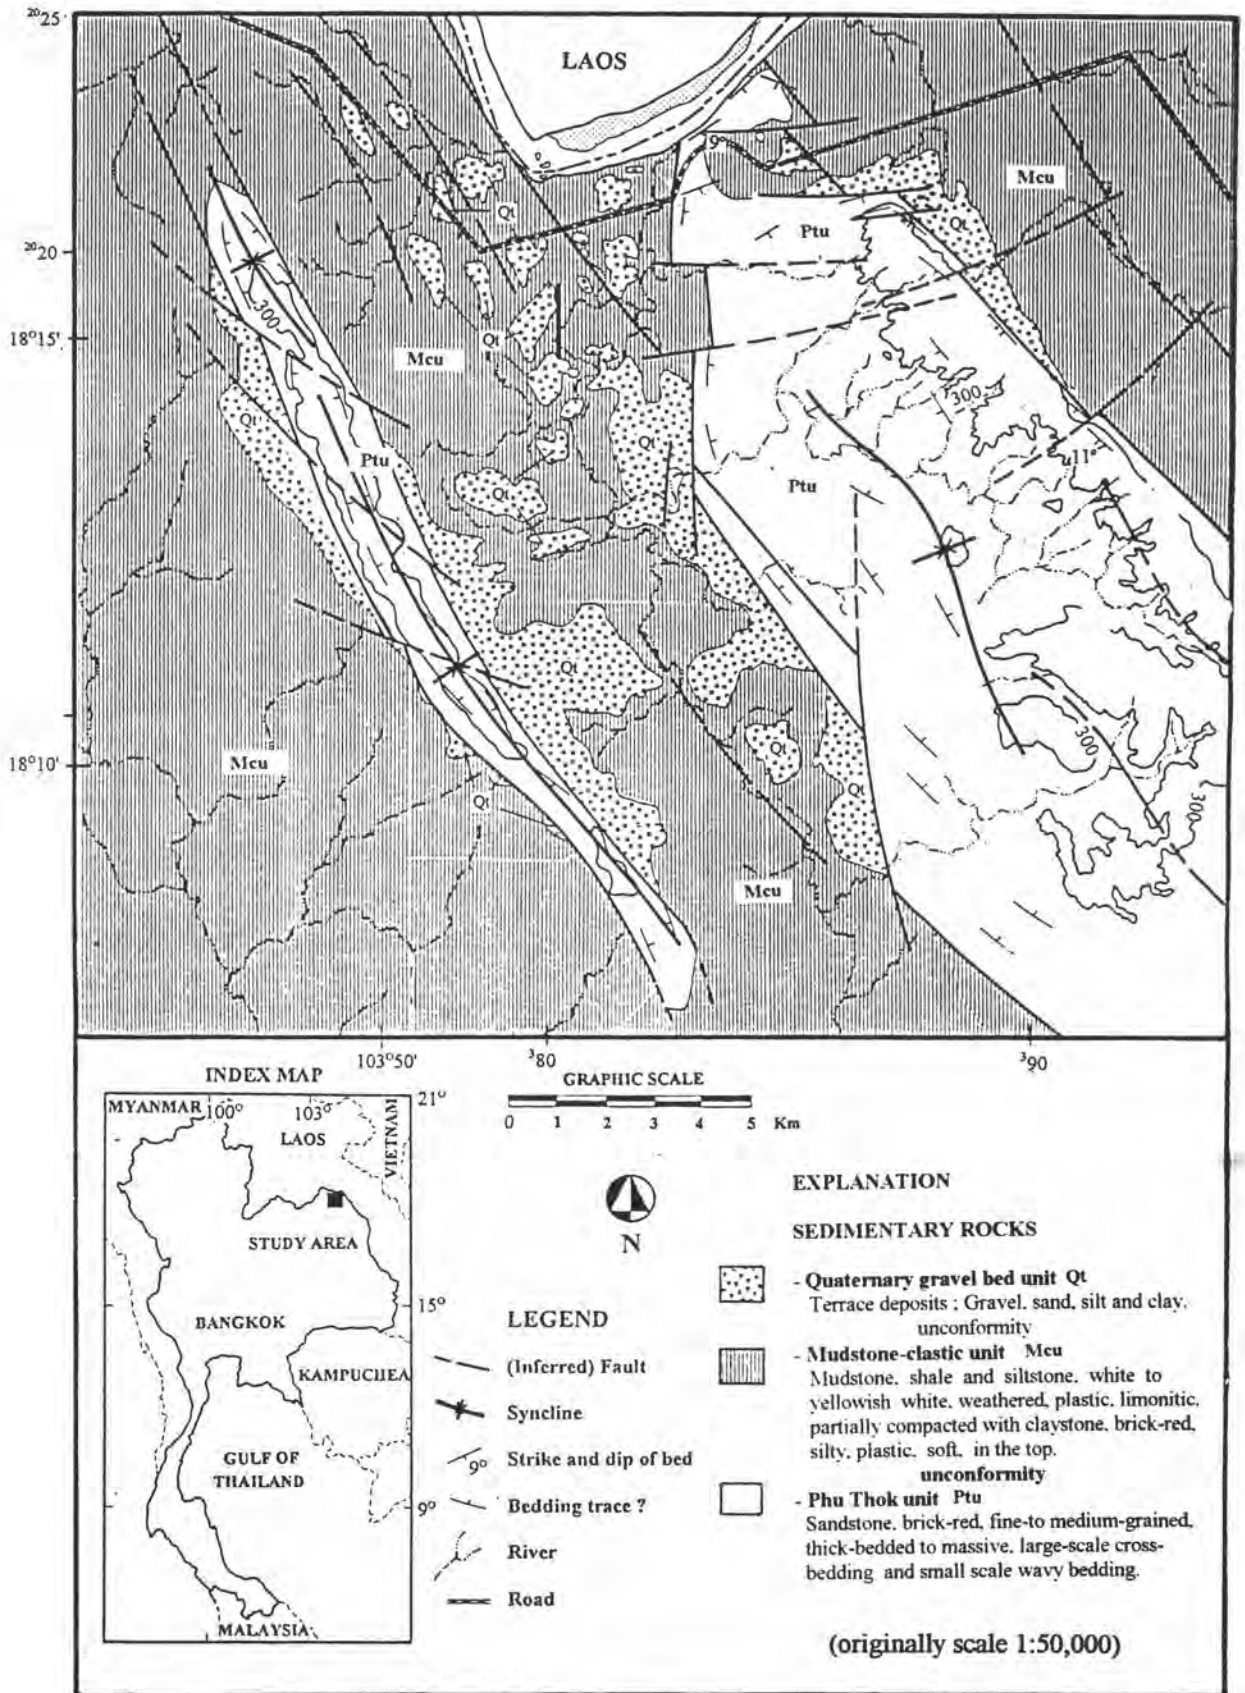 ²⁰25'
LAOS
9°
Mcu
Qt
Qt
Ptu
²⁰20
300
18°15'
Qt
Mcu
300
Qt
Qt
Ptu
11°
Qt
Ptu
Qt
300
Mcu
Qt
18°10'
Qt
Qt
300
Mcu
103°50'
³80
³90
INDEX MAP
MYANMAR
100°
103°
21°
LAOS
VIETNAM
STUDY AREA
BANGKOK
15°
KAMPUCHEA
GULF OF
THAILAND
9°
MALAYSIA
GRAPHIC SCALE
0 1 2 3 4 5 Km
N
LEGEND
(Inferred) Fault
Syncline
9° Strike and dip of bed
Bedding trace ?
River
Road
EXPLANATION
SEDIMENTARY ROCKS
- Quaternary gravel bed unit Qt
Terrace deposits ; Gravel, sand, silt and clay.
unconformity
- Mudstone-clastic unit Mcu
Mudstone, shale and siltstone, white to
yellowish white, weathered, plastic, limonitic,
partially compacted with claystone, brick-red,
silty, plastic, soft, in the top.
unconformity
- Phu Thok unit Ptu
Sandstone, brick-red, fine-to medium-grained,
thick-bedded to massive, large-scale cross-
bedding and small scale wavy bedding.
(originally scale 1:50,000)